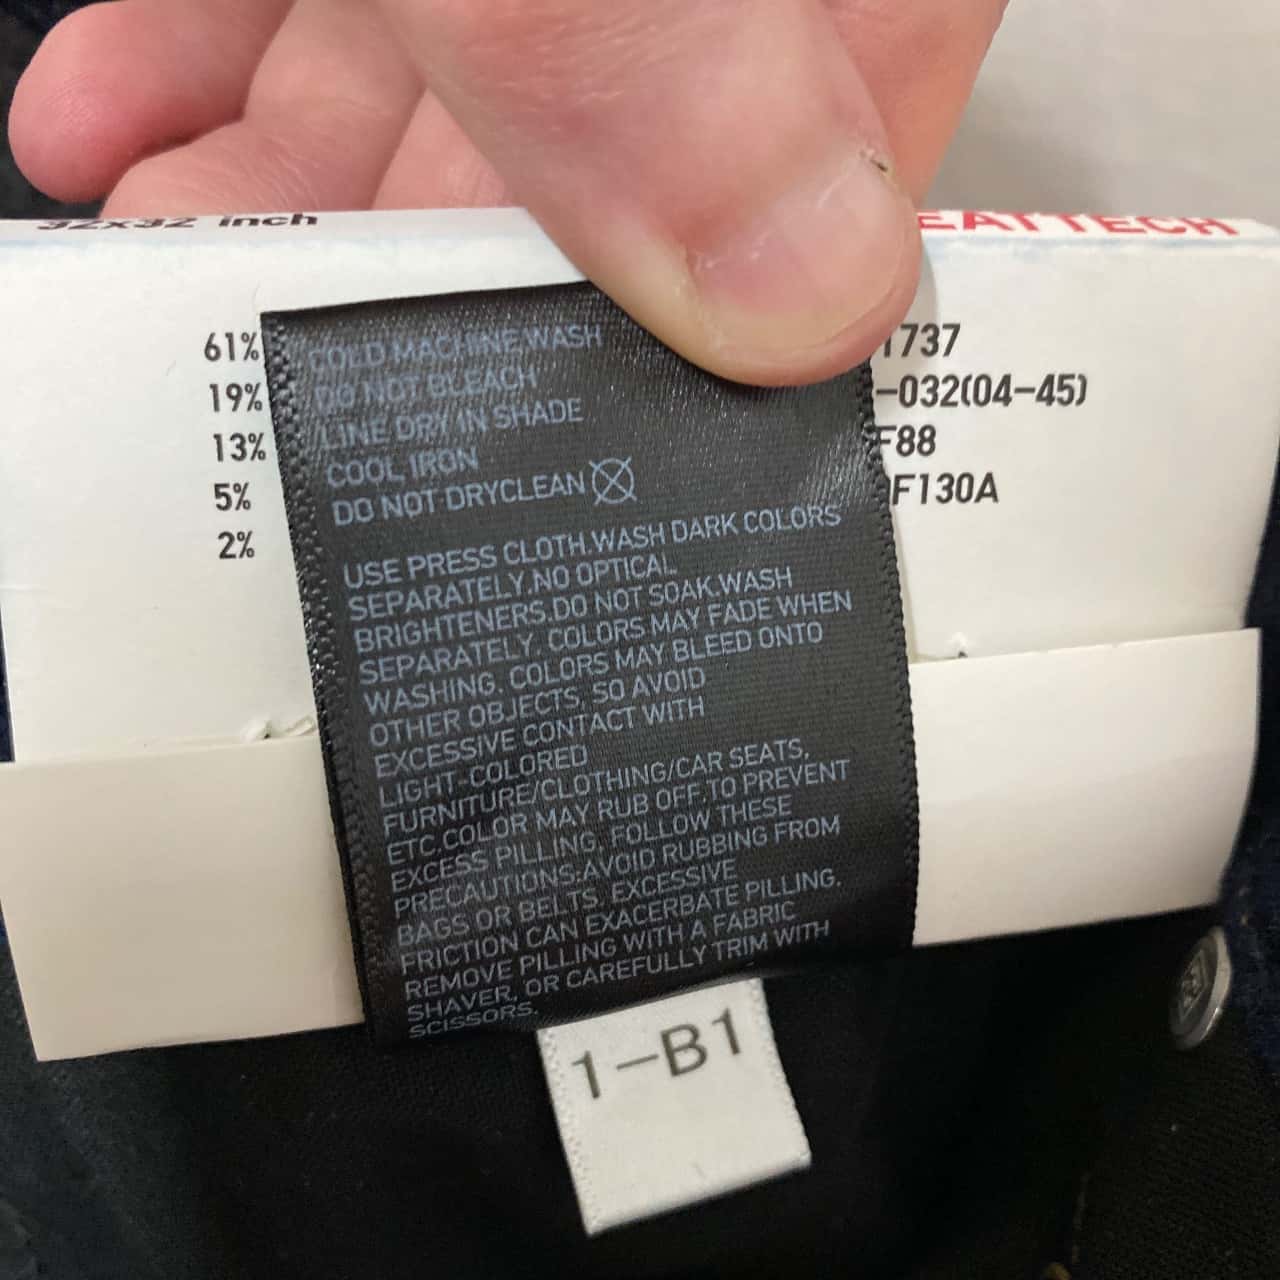 32x32 inch
EATTECH
61%
19%
13%
5%
2%
1737
-032(04-45)
F88
F130A
COLD MACHINE WASH
DO NOT BLEACH
LINE DRY IN SHADE
COOL IRON
DO NOT DRYCLEAN
USE PRESS CLOTH.WASH DARK COLORS
SEPARATELY.NO OPTICAL
BRIGHTENERS.DO NOT SOAK.WASH
SEPARATELY. COLORS MAY FADE WHEN
WASHING. COLORS MAY BLEED ONTO
OTHER OBJECTS, SO AVOID
EXCESSIVE CONTACT WITH
LIGHT-COLORED
FURNITURE/CLOTHING/CAR SEATS,
ETC.COLOR MAY RUB OFF.TO PREVENT
EXCESS PILLING, FOLLOW THESE
PRECAUTIONS:AVOID RUBBING FROM
BAGS OR BELTS. EXCESSIVE
FRICTION CAN EXACERBATE PILLING.
REMOVE PILLING WITH A FABRIC
SHAVER, OR CAREFULLY TRIM WITH
SCISSORS.
1-B1